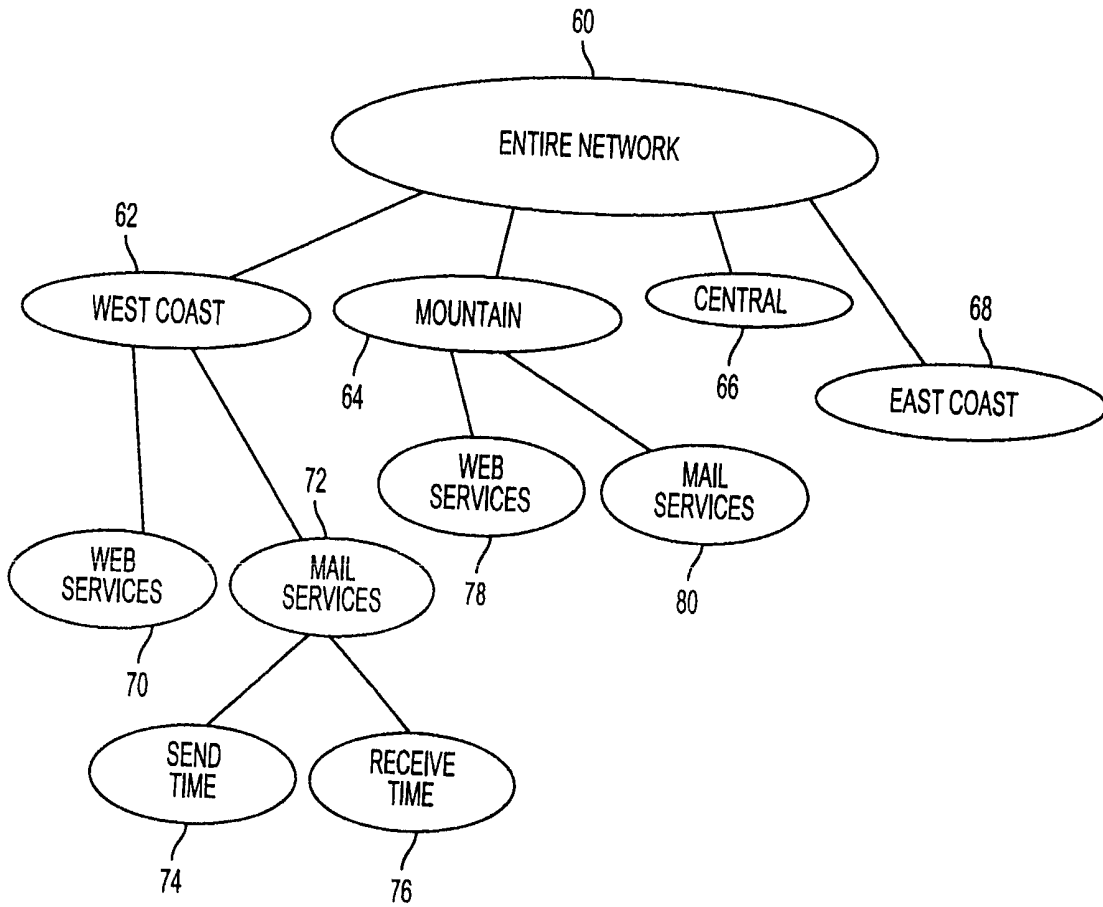 60
ENTIRE NETWORK
62
WEST COAST
MOUNTAIN
64
CENTRAL
66
68
EAST COAST
WEB
SERVICES
70
72
MAIL
SERVICES
WEB
SERVICES
78
MAIL
SERVICES
80
SEND
TIME
74
RECEIVE
TIME
76